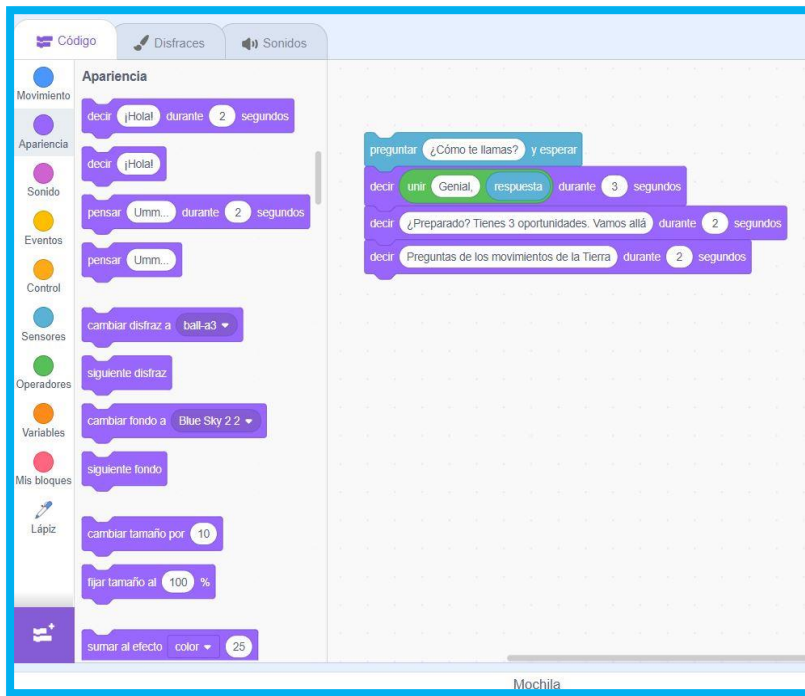 Código
Disfraces
Sonidos
Movimiento
Apariencia
Sonido
Eventos
Control
Sensores
Operadores
Variables
Mis bloques
Lápiz
Apariencia
decir ¡Hola! durante 2 segundos
decir ¡Hola!
pensar Umm... durante 2 segundos
pensar Umm...
cambiar disfraz a ball-a3
siguiente disfraz
cambiar fondo a Blue Sky 2 2
siguiente fondo
cambiar tamaño por 10
fijar tamaño al 100 %
sumar al efecto color 25
preguntar ¿Cómo te llamas? y esperar
decir unir Genial, respuesta durante 3 segundos
decir ¿Preparado? Tienes 3 oportunidades. Vamos allá durante 2 segundos
decir Preguntas de los movimientos de la Tierra durante 2 segundos
Mochila